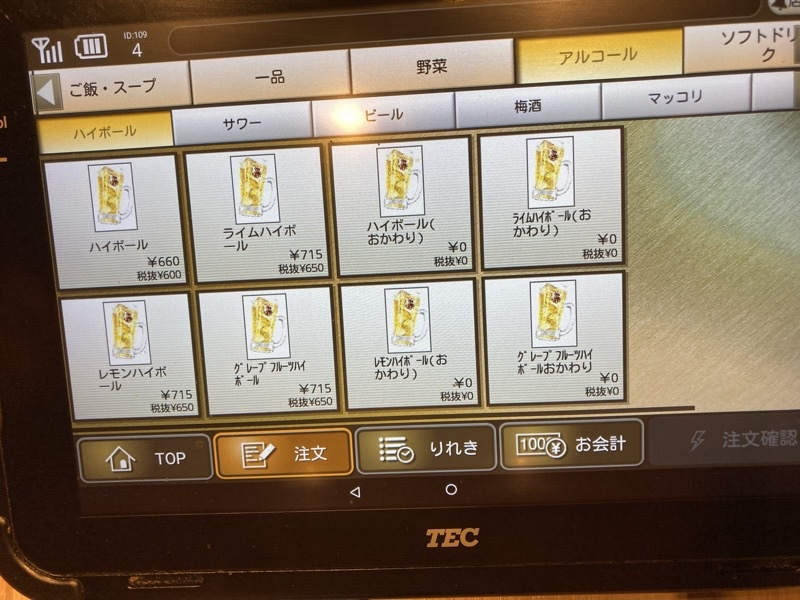 ID:109
4
ご飯・スープ
一品
野菜
アルコール
ソフトドリ
ク
ハイボール
サワー
ビール
梅酒
マッコリ
ハイボール
¥660
税抜¥600
ライムハイボ
ール
¥715
税抜¥650
ハイボール(
おかわり)
¥0
税抜¥0
ライムハイボール(お
かわり)
¥0
税抜¥0
レモンハイボ
ール
¥715
税抜¥650
グレープフルーツハイ
ボール
¥715
税抜¥650
レモンハイボール(お
かわり)
¥0
税抜¥0
グレープフルーツハイ
ボールおかわり)
¥0
税抜¥0
TOP
注文
りれき
100
¥
お会計
注文確認
TEC